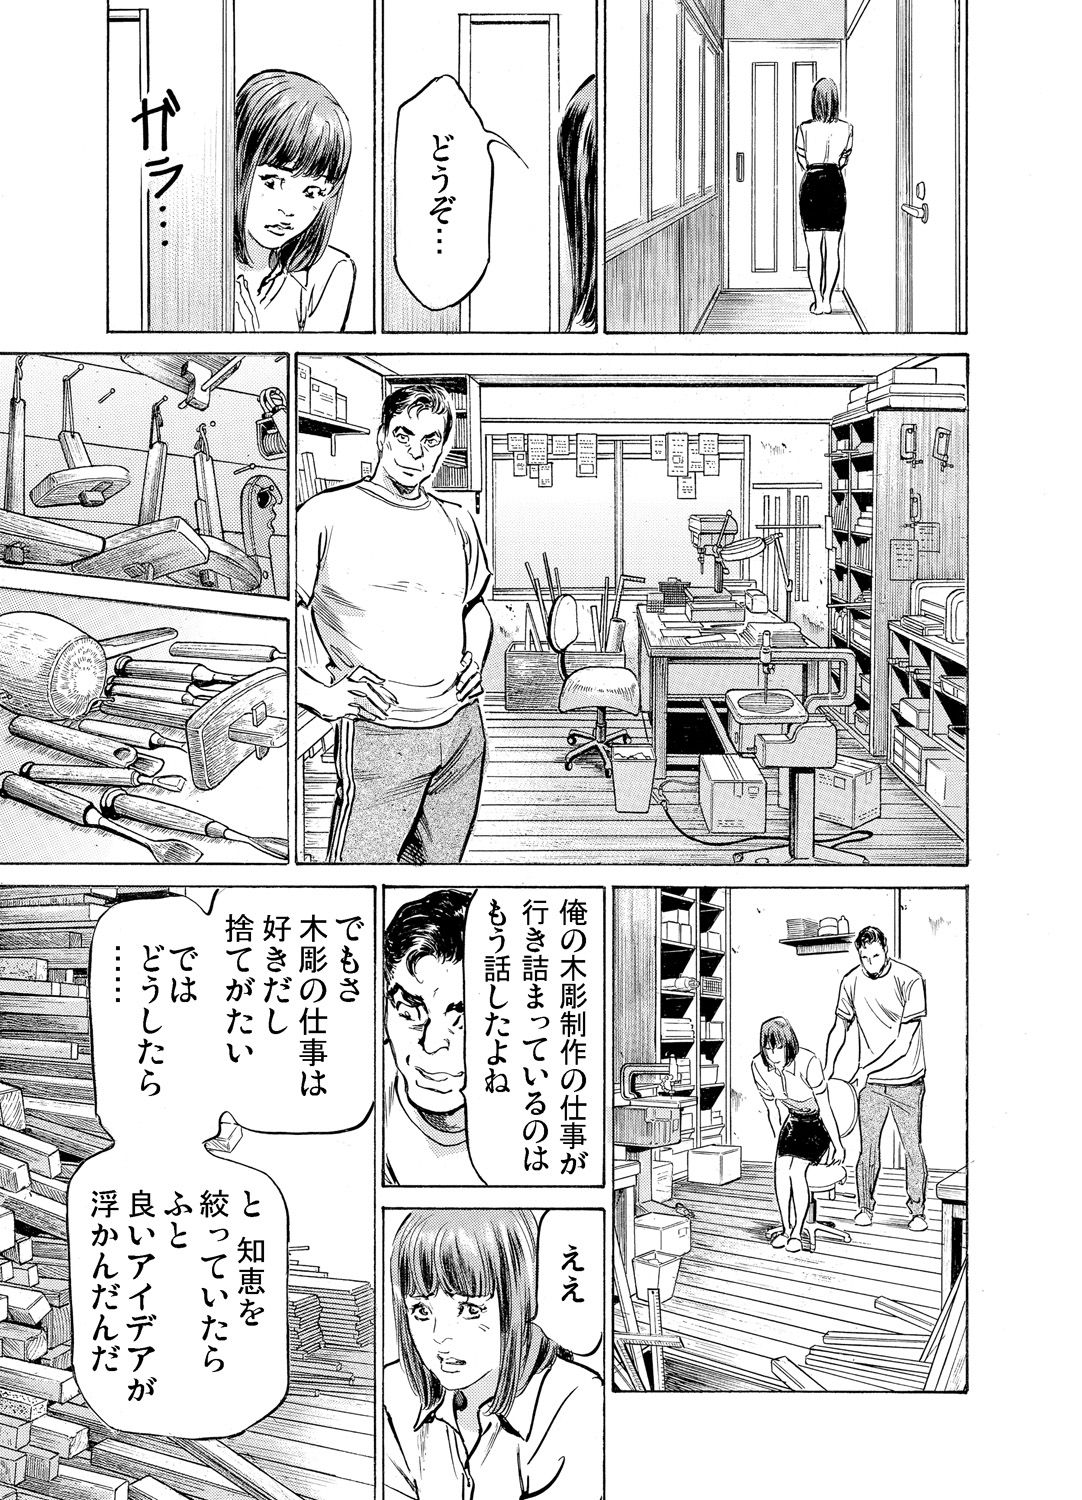 どうぞ…
ガラ…
俺の木彫制作の仕事が
行き詰まっているのは
もう話したよね
ええ
でもさ
木彫の仕事は
好きだし
捨てがたい
では
どうしたら
……
と 知恵を
絞っていたら
ふと
良いアイデアが
浮かんだんだ